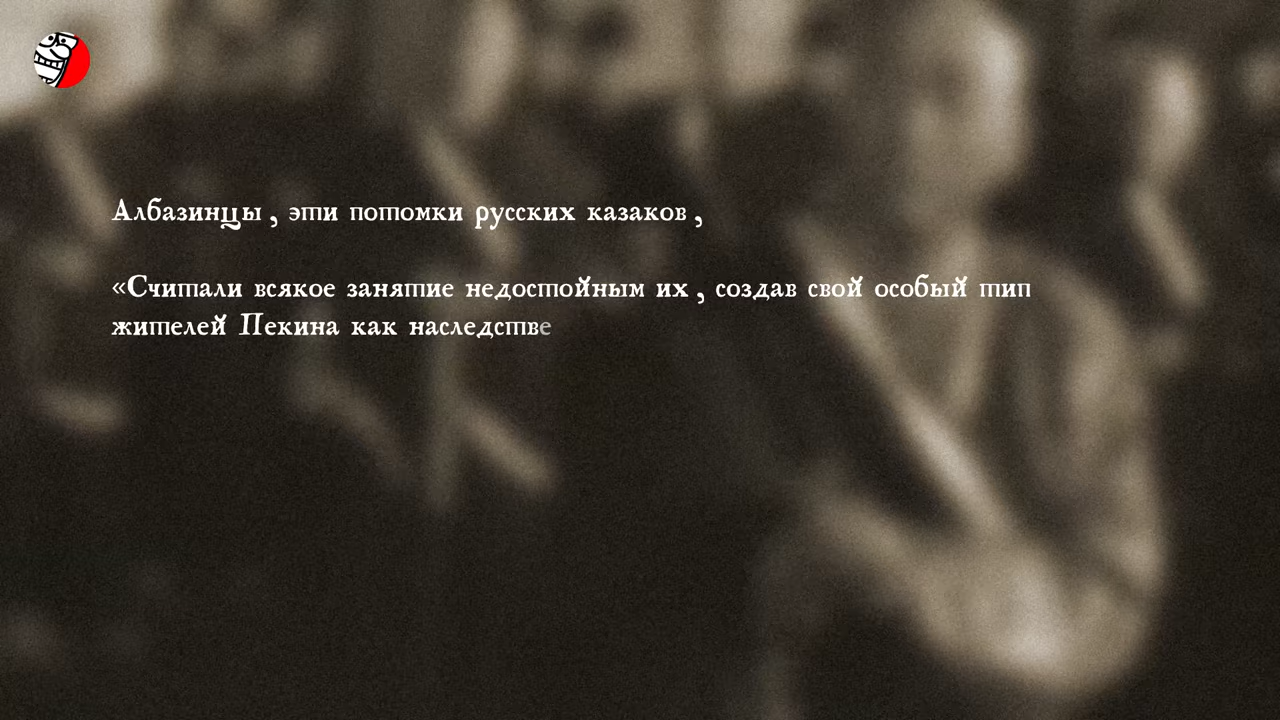 Албазинцы, эти потомки русских казаков,
«Считали всякое занятие недостойным их, создав свой особый тип
жителей Пекина как наследстве